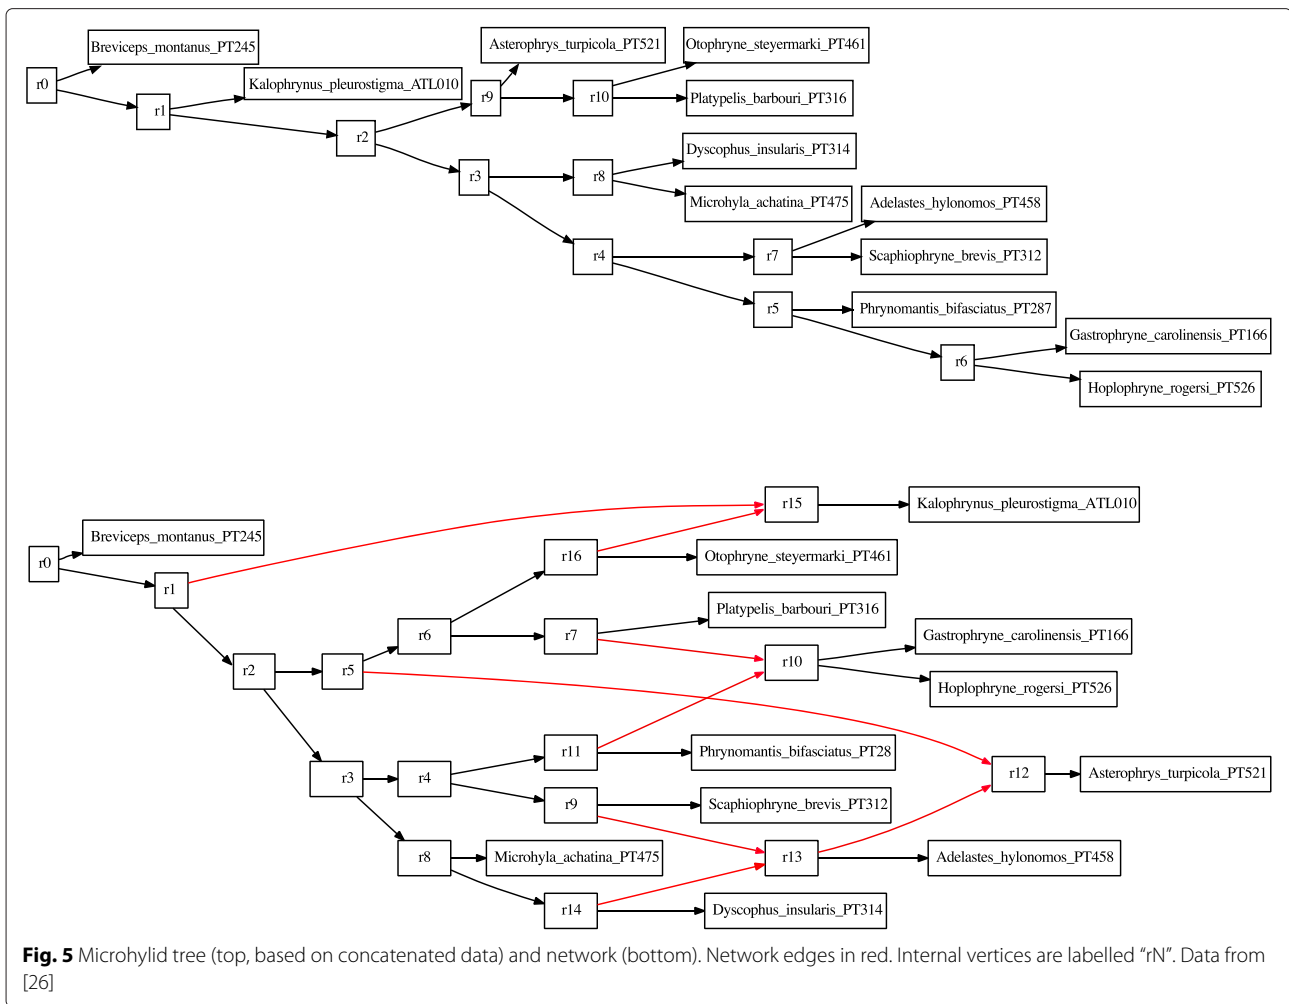 Breviceps_montanus_PT245
Asterophrys_turpicola_PT521
Otophryne_steyermarki_PT461
r0
Kalophrynus_pleurostigma_ATL010
r9
r10
Platypelis_barbouri_PT316
r1
r2
Dyscophus_insularis_PT314
r3
r8
Microhyla_achatina_PT475
Adelastes_hylonomos_PT458
r4
r7
Scaphiophryne_brevis_PT312
r5
Phrynomantis_bifasciatus_PT287
Gastrophryne_carolinensis_PT166
r6
Hoplophryne_rogersi_PT526
r15
Kalophrynus_pleurostigma_ATL010
Breviceps_montanus_PT245
r0
r16
Otophryne_steyermarki_PT461
r1
Platypelis_barbouri_PT316
r6
r7
Gastrophryne_carolinensis_PT166
r10
r2
r5
Hoplophryne_rogersi_PT526
r11
Phrynomantis_bifasciatus_PT28
r3
r4
r12
Asterophrys_turpicola_PT521
r9
Scaphiophryne_brevis_PT312
r8
Microhyla_achatina_PT475
r13
Adelastes_hylonomos_PT458
r14
Dyscophus_insularis_PT314
Fig. 5 Microhylid tree (top, based on concatenated data) and network (bottom). Network edges in red. Internal vertices are labelled “rN”. Data from
[26]